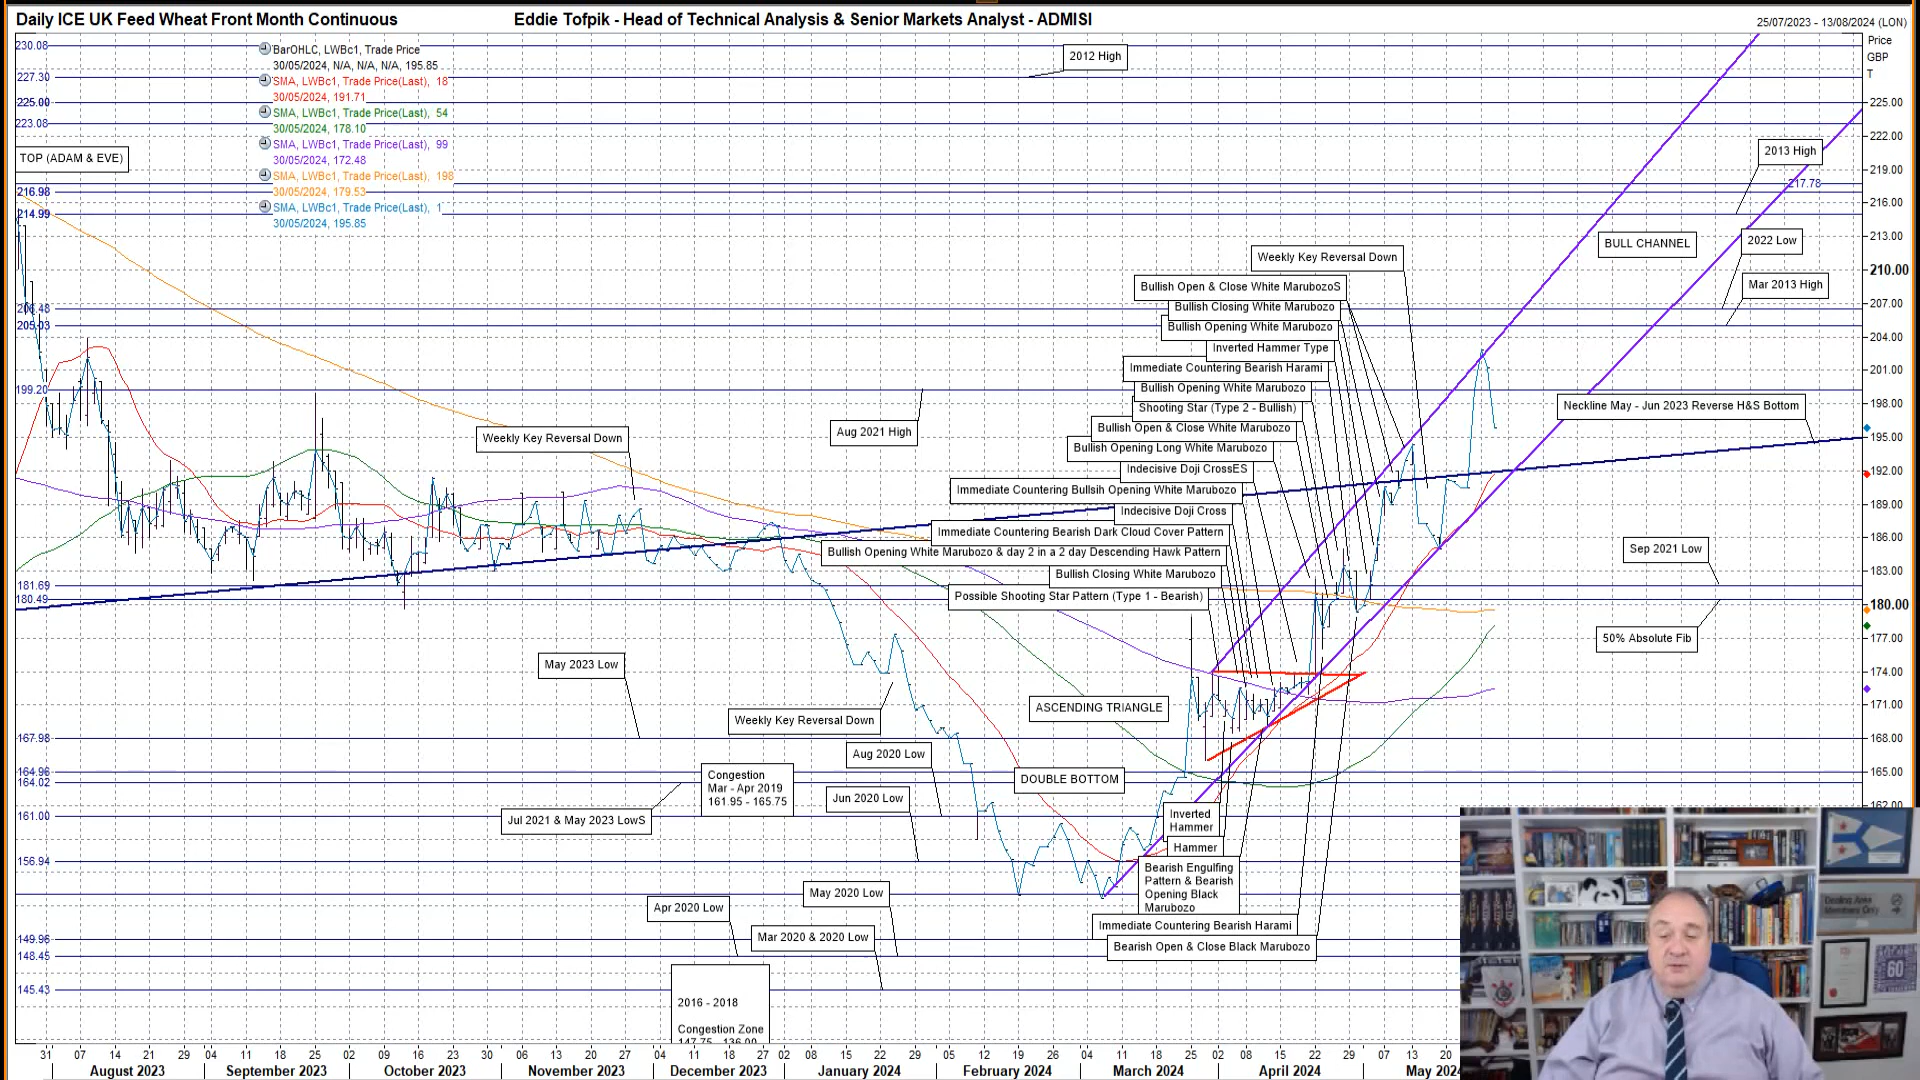 Daily ICE UK Feed Wheat Front Month Continuous
Eddie Tofpik - Head of Technical Analysis & Senior Markets Analyst - ADMISI
25/07/2023 - 13/08/2024 (LON)
Price
GBP
T
BarOHLC, LWBc1, Trade Price
30/05/2024, N/A, N/A, N/A, 195.85
SMA, LWBc1, Trade Price(Last), 18
30/05/2024, 191.71
SMA, LWBc1, Trade Price(Last), 54
30/05/2024, 178.10
SMA, LWBc1, Trade Price(Last), 99
30/05/2024, 172.48
SMA, LWBc1, Trade Price(Last), 198
30/05/2024, 179.53
SMA, LWBc1, Trade Price(Last), 1
30/05/2024, 195.85
230.08
227.30
225.00
223.08
216.98
214.99
206.48
205.03
199.20
181.69
180.49
167.98
164.96
164.02
161.00
156.94
149.96
148.45
145.43
217.78
TOP (ADAM & EVE)
2012 High
2013 High
BULL CHANNEL
2022 Low
Mar 2013 High
Weekly Key Reversal Down
Bullish Open & Close White MarubozoS
Bullish Closing White Marubozo
Bullish Opening White Marubozo
Inverted Hammer Type
Immediate Countering Bearish Harami
Bullish Opening White Marubozo
Shooting Star (Type 2 - Bullish)
Bullish Open & Close White Marubozo
Bullish Opening Long White Marubozo
Indecisive Doji CrossES
Immediate Countering Bullsih Opening White Marubozo
Indecisive Doji Cross
Immediate Countering Bearish Dark Cloud Cover Pattern
Bullish Opening White Marubozo & day 2 in a 2 day Descending Hawk Pattern
Bullish Closing White Marubozo
Possible Shooting Star Pattern (Type 1 - Bearish)
Neckline May - Jun 2023 Reverse H&S Bottom
Weekly Key Reversal Down
Aug 2021 High
Sep 2021 Low
50% Absolute Fib
May 2023 Low
Weekly Key Reversal Down
ASCENDING TRIANGLE
Aug 2020 Low
DOUBLE BOTTOM
Congestion
Mar - Apr 2019
161.95 - 165.75
Jun 2020 Low
Jul 2021 & May 2023 LowS
Inverted
Hammer
Hammer
Bearish Engulfing
Pattern & Bearish
Opening Black
Marubozo
May 2020 Low
Apr 2020 Low
Immediate Countering Bearish Harami
Mar 2020 & 2020 Low
Bearish Open & Close Black Marubozo
2016 - 2018
Congestion Zone
147.75 - 136.00
225.00
222.00
219.00
216.00
213.00
210.00
207.00
204.00
201.00
198.00
195.00
192.00
189.00
186.00
183.00
180.00
177.00
174.00
171.00
168.00
165.00
162.00
Dealing Area
Members Only
60
31 07 14 21 29 04 11 18 25 02 09 16 23 30 06 13 20 27 04 11 18 27 02 08 15 22 29 05 12 19 26 04 11 18 25 02 08 15 22 29 07 13 20
August 2023 September 2023 October 2023 November 2023 December 2023 January 2024 February 2024 March 2024 April 2024 May 2024